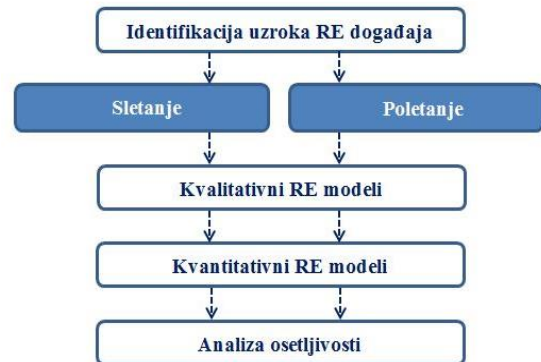 Identifikacija uzroka RE događaja
Sletanje
Poletanje
Kvalitativni RE modeli
Kvantitativni RE modeli
Analiza osetljivosti